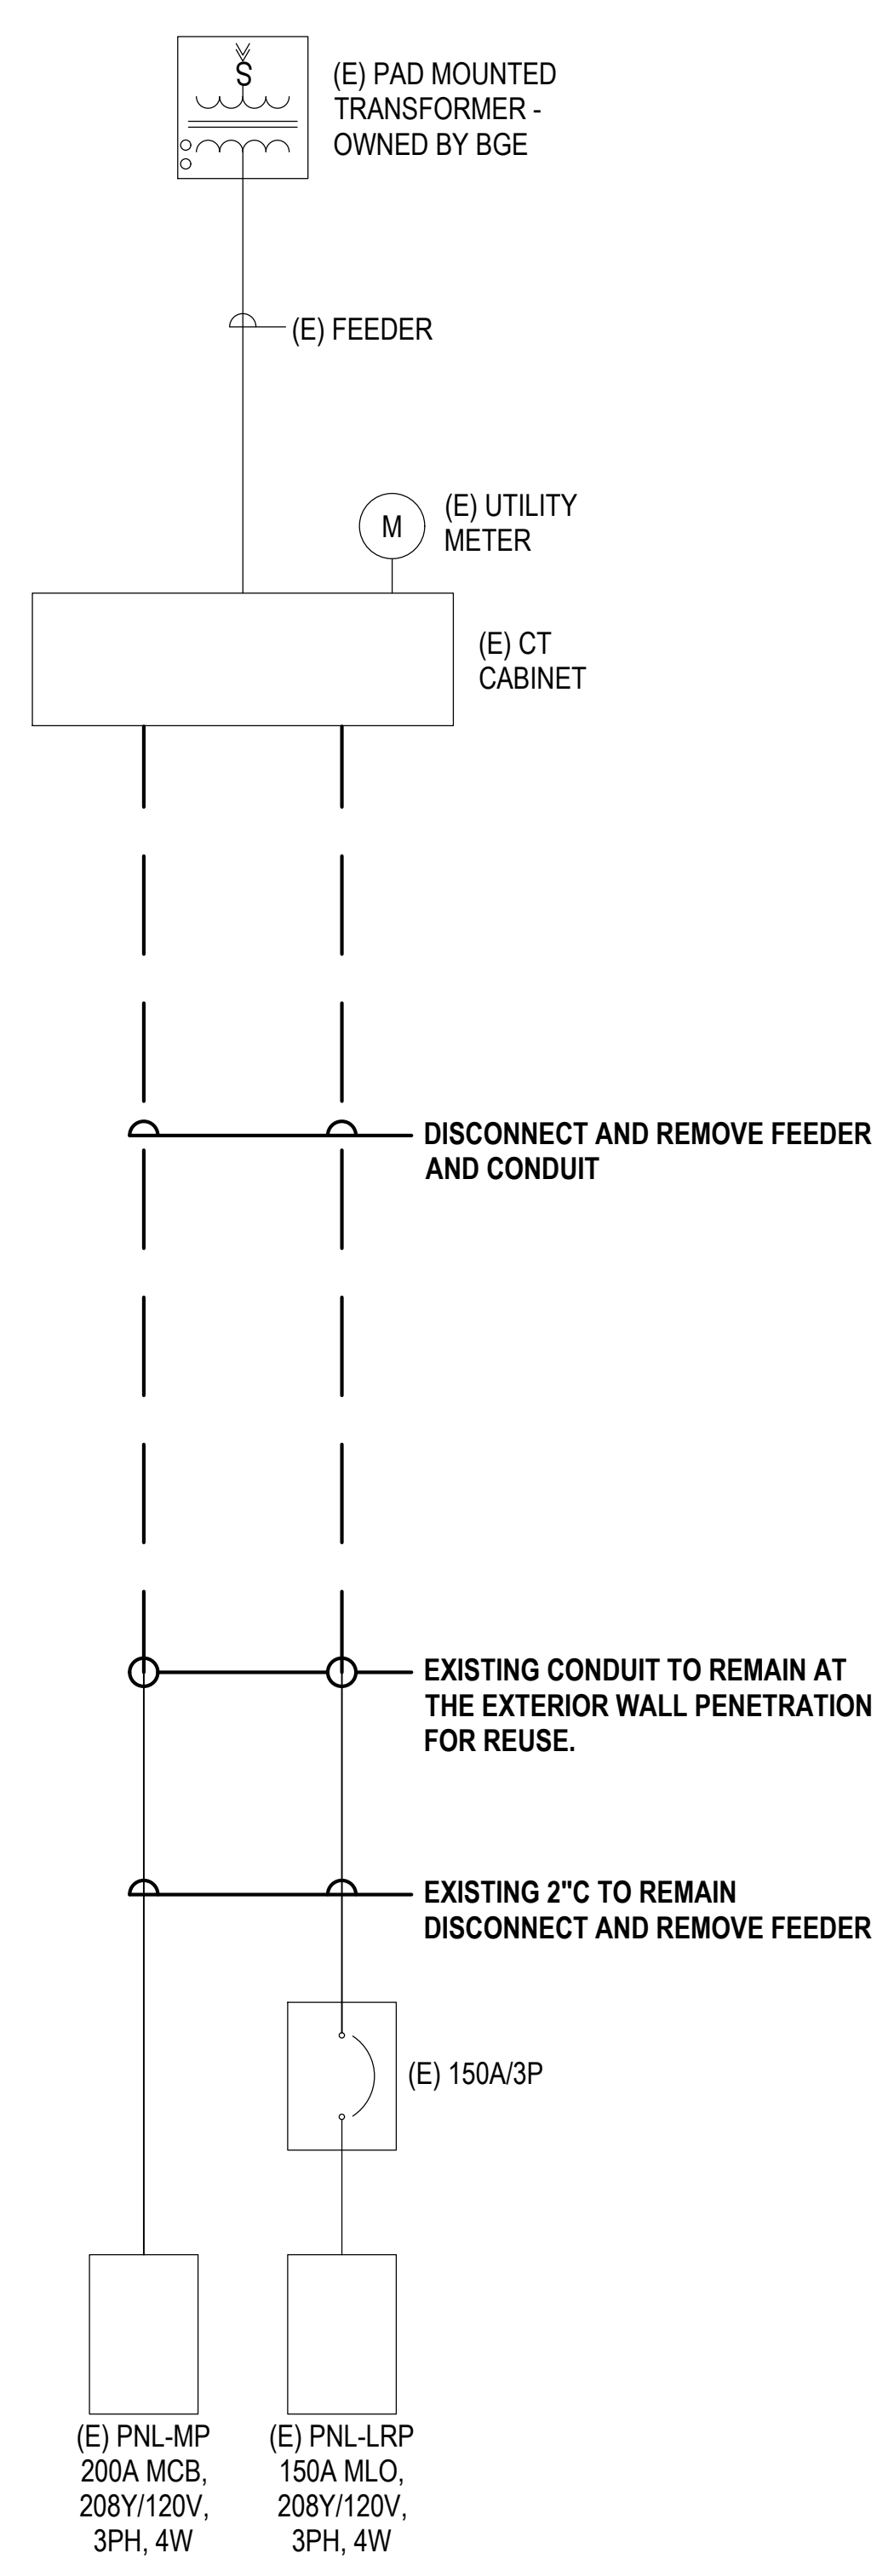 S
(E) PAD MOUNTED
TRANSFORMER -
OWNED BY BGE
(E) FEEDER
M
(E) UTILITY
METER
(E) CT
CABINET
DISCONNECT AND REMOVE FEEDER
AND CONDUIT
EXISTING CONDUIT TO REMAIN AT
THE EXTERIOR WALL PENETRATION
FOR REUSE.
EXISTING 2"C TO REMAIN
DISCONNECT AND REMOVE FEEDER
(E) 150A/3P
(E) PNL-MP
200A MCB,
208Y/120V,
3PH, 4W
(E) PNL-LRP
150A MLO,
208Y/120V,
3PH, 4W